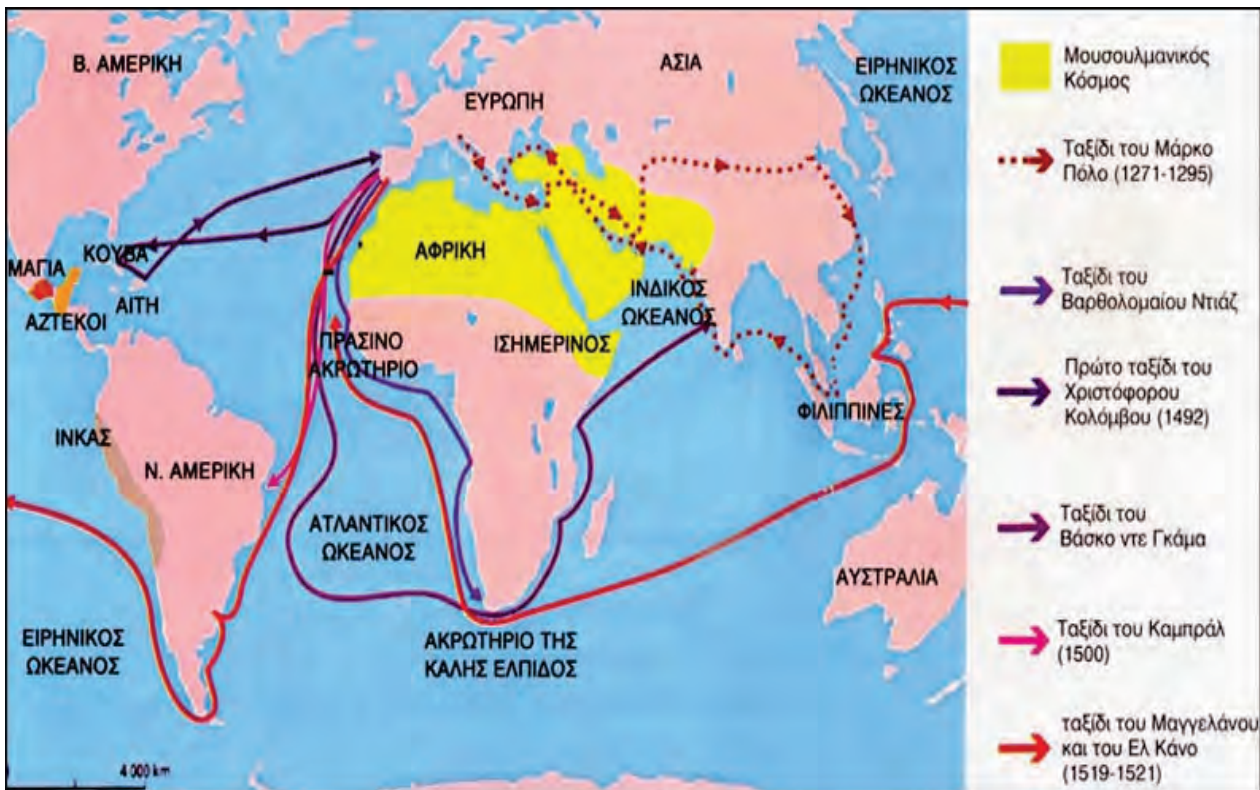 Β. ΑΜΕΡΙΚΗ
ΑΣΙΑ
ΕΙΡΗΝΙΚΟΣ
ΩΚΕΑΝΟΣ
ΕΥΡΩΠΗ
ΑΦΡΙΚΗ
ΚΟΥΒΑ
ΜΑΓΙΑ
ΑΪΤΗ
ΑΖΤΕΚΟΙ
ΙΝΔΙΚΟΣ
ΩΚΕΑΝΟΣ
ΠΡΑΣΙΝΟ
ΑΚΡΩΤΗΡΙΟ
ΙΣΗΜΕΡΙΝΟΣ
ΦΙΛΙΠΠΙΝΕΣ
ΙΝΚΑΣ
Ν. ΑΜΕΡΙΚΗ
ΑΤΛΑΝΤΙΚΟΣ
ΩΚΕΑΝΟΣ
ΑΥΣΤΡΑΛΙΑ
ΕΙΡΗΝΙΚΟΣ
ΩΚΕΑΝΟΣ
ΑΚΡΩΤΗΡΙΟ ΤΗΣ
ΚΑΛΗΣ ΕΛΠΙΔΟΣ
4 000 km
Μουσουλμανικός
Κόσμος
Ταξίδι του Μάρκο
Πόλο (1271-1295)
Ταξίδι του
Βαρθολομαίου Ντιάζ
Πρώτο ταξίδι του
Χριστόφορου
Κολόμβου (1492)
Ταξίδι του
Βάσκο ντε Γκάμα
Ταξίδι του Καμπράλ
(1500)
ταξίδι του Μαγγελάνου
και του Ελ Κάνο
(1519-1521)